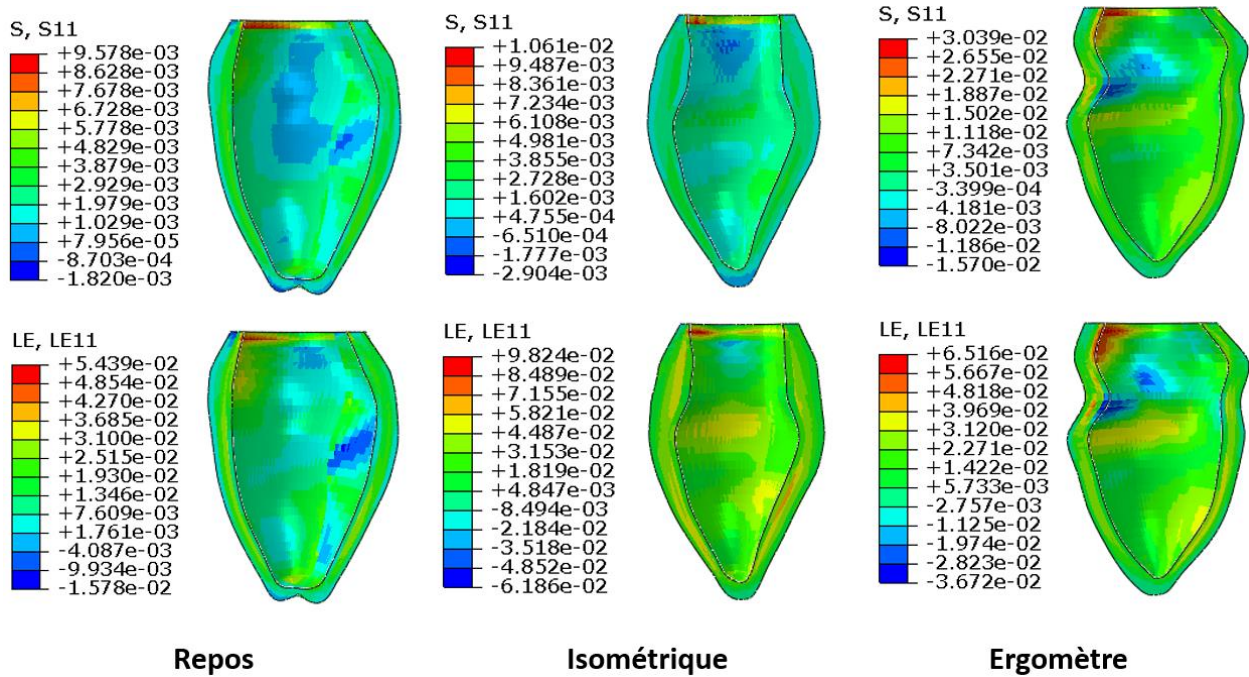 S, S11
+9.578e-03
+8.628e-03
+7.678e-03
+6.728e-03
+5.778e-03
+4.829e-03
+3.879e-03
+2.929e-03
+1.979e-03
+1.029e-03
+7.956e-05
-8.703e-04
-1.820e-03
S, S11
+1.061e-02
+9.487e-03
+8.361e-03
+7.234e-03
+6.108e-03
+4.981e-03
+3.855e-03
+2.728e-03
+1.602e-03
+4.755e-04
-6.510e-04
-1.777e-03
-2.904e-03
S, S11
+3.039e-02
+2.655e-02
+2.271e-02
+1.887e-02
+1.502e-02
+1.118e-02
+7.342e-03
+3.501e-03
-3.399e-04
-4.181e-03
-8.022e-03
-1.186e-02
-1.570e-02
LE, LE11
+5.439e-02
+4.854e-02
+4.270e-02
+3.685e-02
+3.100e-02
+2.515e-02
+1.930e-02
+1.346e-02
+7.609e-03
+1.761e-03
-4.087e-03
-9.934e-03
-1.578e-02
LE, LE11
+9.824e-02
+8.489e-02
+7.155e-02
+5.821e-02
+4.487e-02
+3.153e-02
+1.819e-02
+4.847e-03
-8.494e-03
-2.184e-02
-3.518e-02
-4.852e-02
-6.186e-02
LE, LE11
+6.516e-02
+5.667e-02
+4.818e-02
+3.969e-02
+3.120e-02
+2.271e-02
+1.422e-02
+5.733e-03
-2.757e-03
-1.125e-02
-1.974e-02
-2.823e-02
-3.672e-02
Repos
Isométrique
Ergomètre